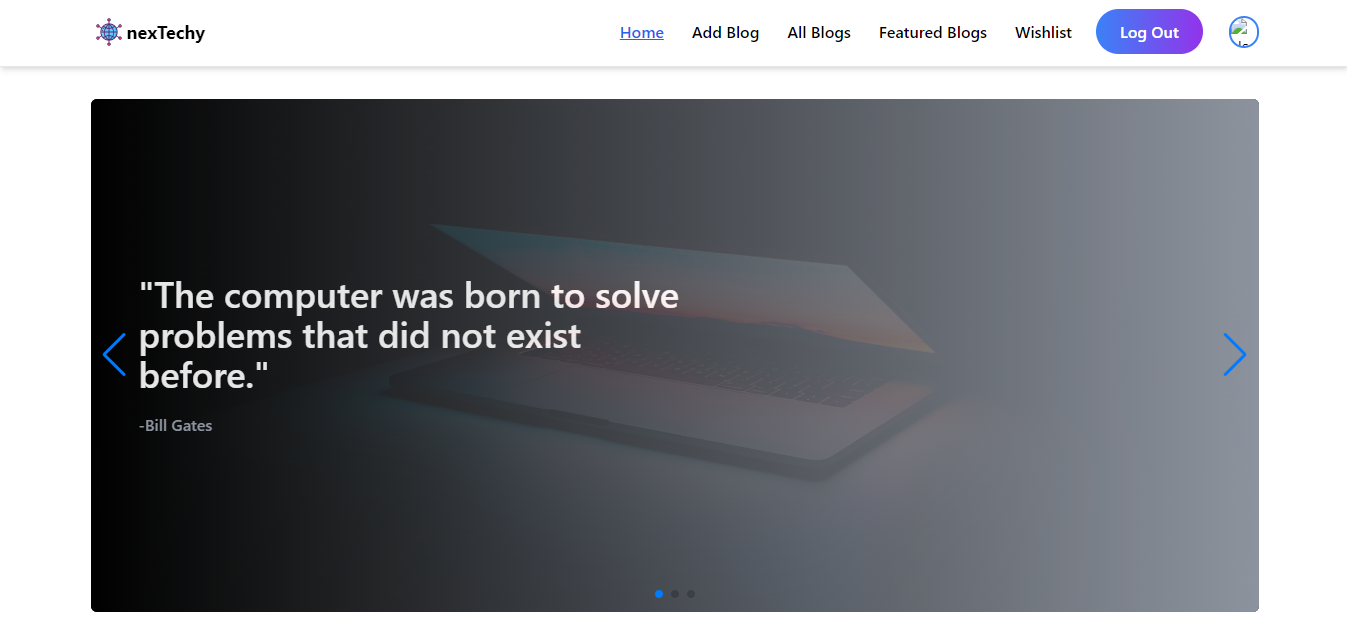 nexTechy
Home
Add Blog
All Blogs
Featured Blogs
Wishlist
Log Out
"The computer was born to solve
problems that did not exist
before."
-Bill Gates